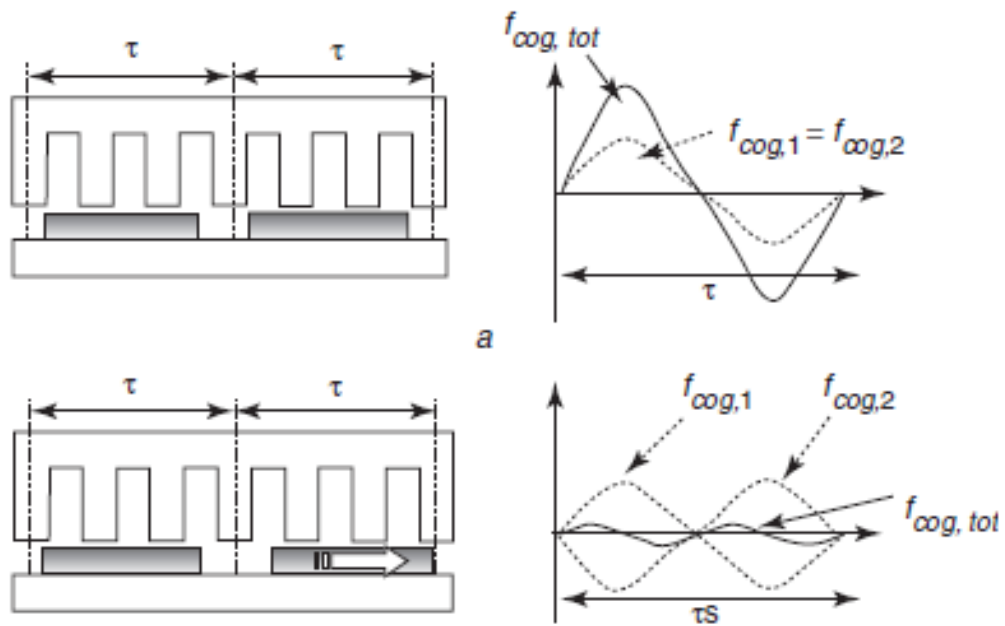 τ τ
f_cog, tot
f_cog,1 = f_cog,2
τ
a
τ τ
f_cog,1
f_cog,2
f_cog, tot
τs